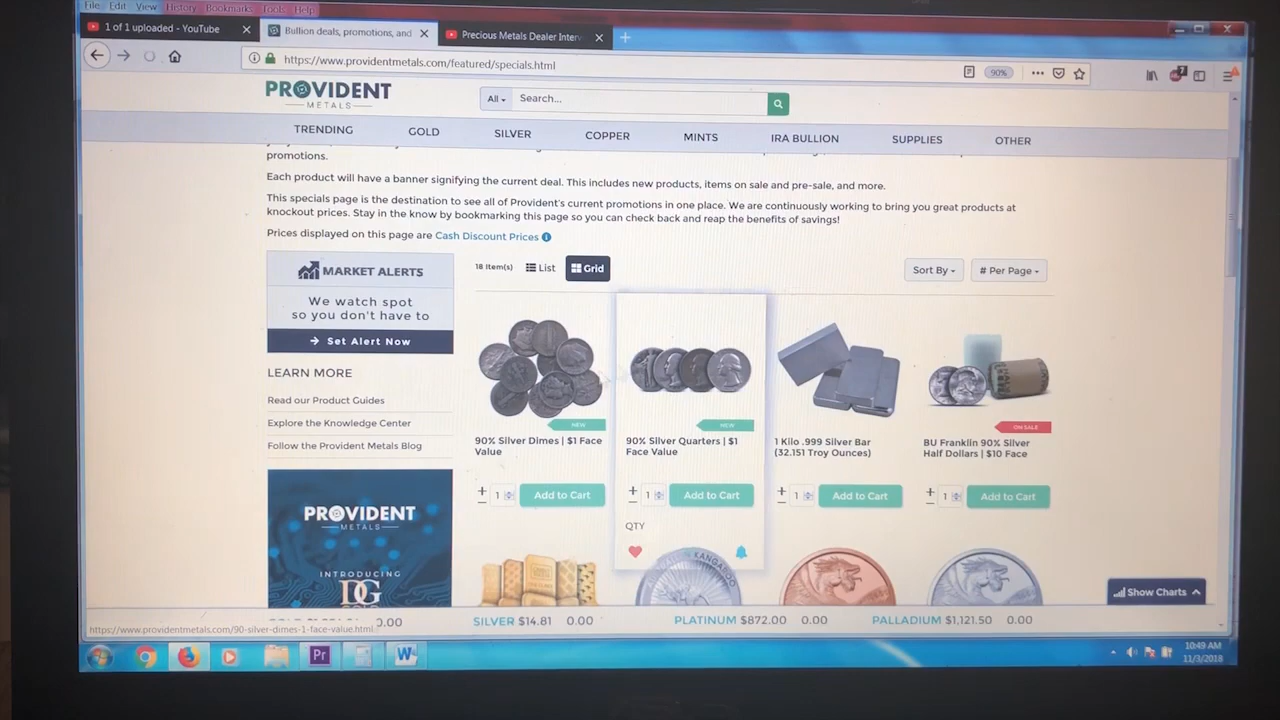 File Edit View History Bookmarks Tools Help
1 of 1 uploaded - YouTube
Bullion deals, promotions, and
Precious Metals Dealer Interv
https://www.providentmetals.com/featured/specials.html
90%
PROVIDENT
METALS
All
Search...
TRENDING GOLD SILVER COPPER MINTS IRA BULLION SUPPLIES OTHER
promotions.
Each product will have a banner signifying the current deal. This includes new products, items on sale and pre-sale, and more.
This specials page is the destination to see all of Provident's current promotions in one place. We are continuously working to bring you great products at
knockout prices. Stay in the know by bookmarking this page so you can check back and reap the benefits of savings!
Prices displayed on this page are Cash Discount Prices
MARKET ALERTS
We watch spot
so you don't have to
Set Alert Now
LEARN MORE
Read our Product Guides
Explore the Knowledge Center
Follow the Provident Metals Blog
PROVIDENT
METALS
INTRODUCING
DG
18 Item(s)
List
Grid
Sort By
# Per Page
NEW
90% Silver Dimes | $1 Face
Value
1
Add to Cart
NEW
90% Silver Quarters | $1
Face Value
1
Add to Cart
QTY
1 Kilo .999 Silver Bar
(32.151 Troy Ounces)
1
Add to Cart
ON SALE
BU Franklin 90% Silver
Half Dollars | $10 Face
1
Add to Cart
KANGAROO
Show Charts
0.00
SILVER $14.81 0.00
PLATINUM $872.00 0.00
PALLADIUM $1,121.50 0.00
https://www.providentmetals.com/90-silver-dimes-1-face-value.html
Pr
W
10:49 AM
11/3/2018